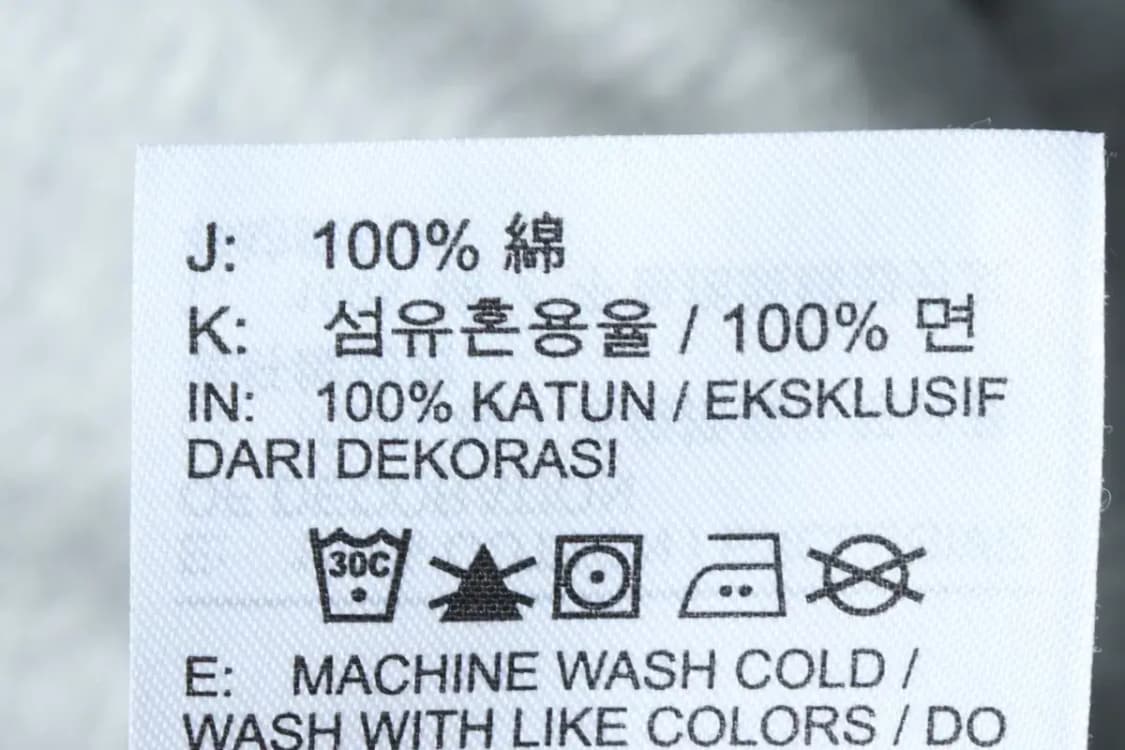 J: 100% 綿
K: 섬유혼용율 / 100% 면
IN: 100% KATUN / EKSKLUSIF
DARI DEKORASI
30C
E: MACHINE WASH COLD /
WASH WITH LIKE COLORS / DO